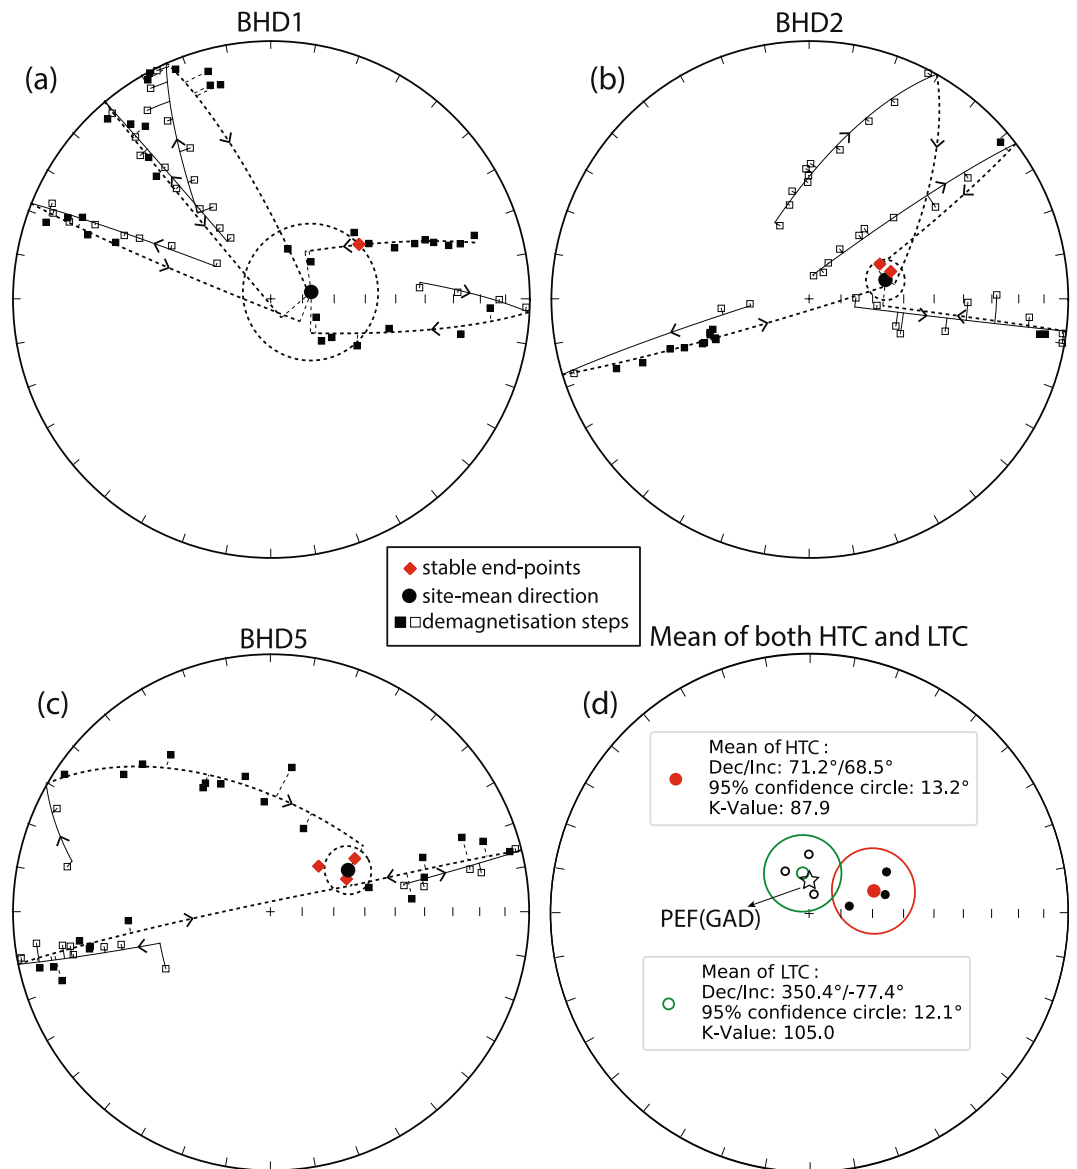 BHD1
BHD2
(a)
(b)
stable end-points
site-mean direction
demagnetisation steps
BHD5
Mean of both HTC and LTC
(c)
(d)
Mean of HTC :
Dec/Inc: 71.2°/68.5°
95% confidence circle: 13.2°
K-Value: 87.9
PEF(GAD)
Mean of LTC :
Dec/Inc: 350.4°/-77.4°
95% confidence circle: 12.1°
K-Value: 105.0